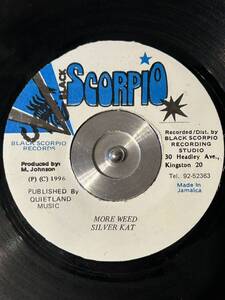 BLACK
SCORPIO
BLACK SCORPIO
RECORDS
Produced by:
M. Johnson
(P) (C) 1996
PUBLISHED By
QUIETLAND
MUSIC
Recorded/Dist. by
BLACK SCORPIO
RECORDING
STUDIO
30 Headley Ave.,
Kingston 20
Tel. 92-52363
Made In
Jamaica
MORE WEED
SILVER KAT